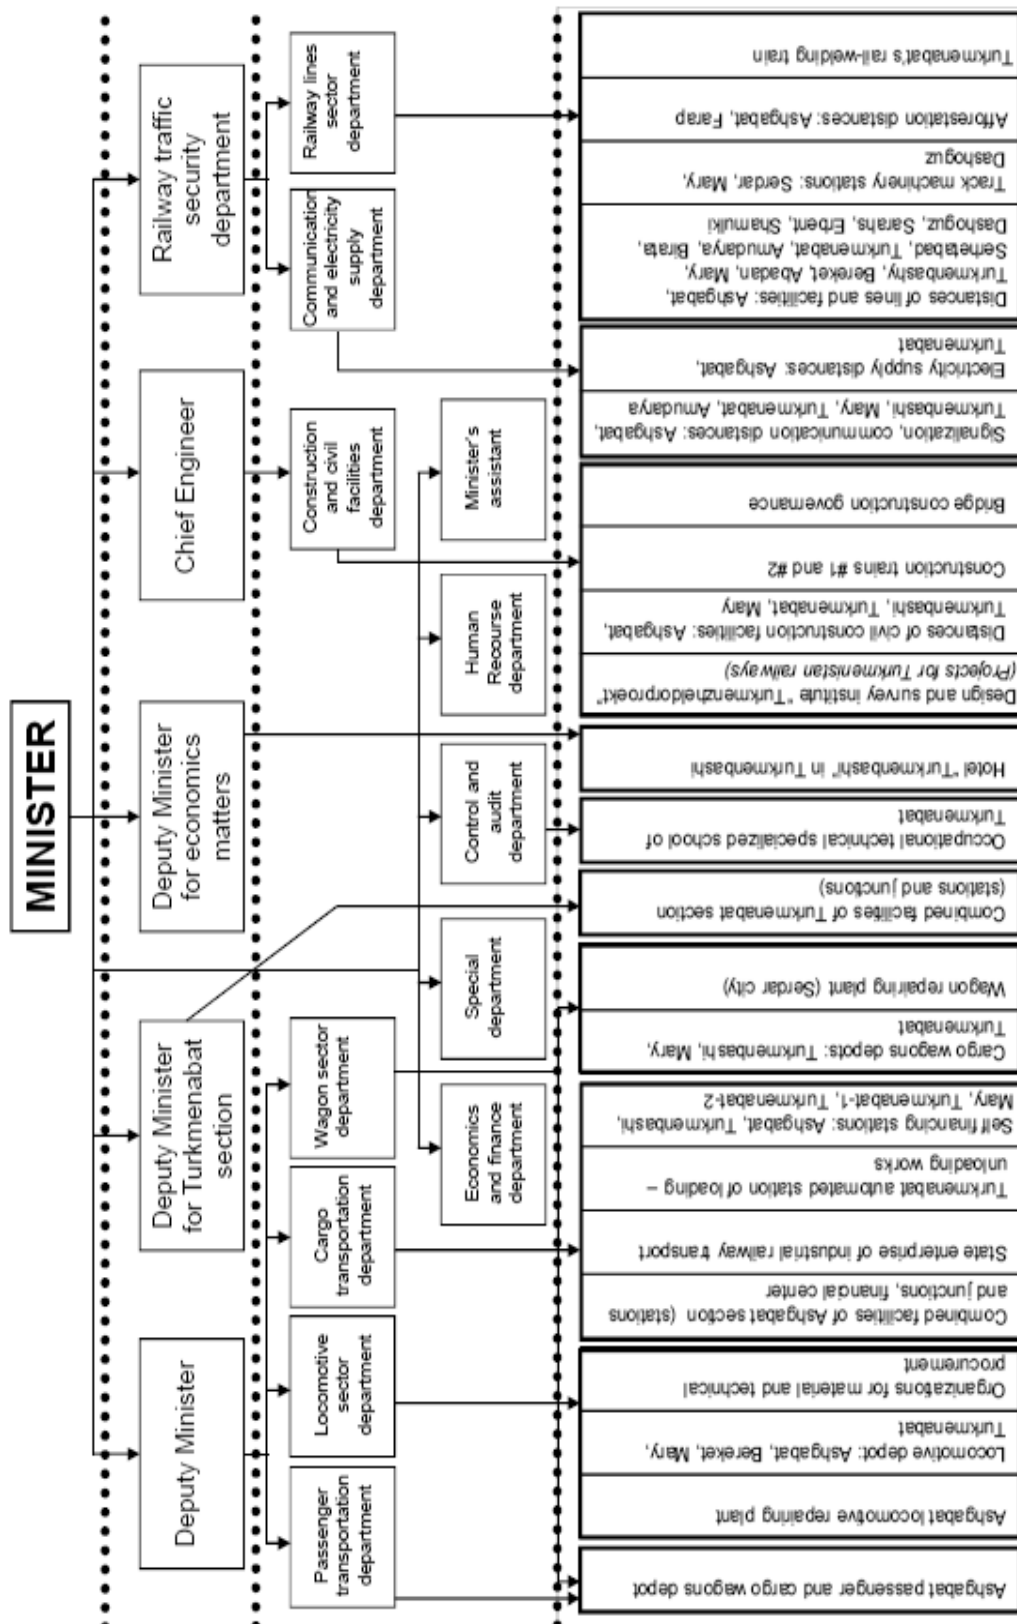 MINISTER
Deputy Minister
Deputy Minister
for Turkmenabat
section
Deputy Minister
for economics
matters
Chief Engineer
Railway traffic
security
department
Passenger
transportation
department
Locomotive
sector
department
Cargo
transportation
department
Wagon sector
department
Construction
and civil
facilities
department
Communication
and electricity
supply
department
Railway lines
sector
department
Economics
and finance
department
Special
department
Control and
audit
department
Human
Recourse
department
Minister's
assistant
Ashgabat passenger and cargo wagons depot
Ashgabat locomotive repairing plant
Locomotive depot: Ashgabat, Bereket, Mary,
Turkmenabat
Organizations for material and technical
procurement
Combined facilities of Ashgabat section (stations
and junctions, financial center
State enterprise of industrial railway transport
Turkmenabat automated station of loading –
unloading works
Self financing stations: Ashgabat, Turkmenbashi,
Mary, Turkmenabat-1, Turkmenabat-2
Cargo wagons depots: Turkmenbashi, Mary,
Turkmenabat
Wagon repairing plant (Serdar city)
Combined facilities of Turkmenabat section
(stations and junctions)
Occupational technical specialized school of
Turkmenabat
Hotel "Turkmenbashi" in Turkmenbashi
Design and survey institute "Turkmenzheldorproekt"
(Projects for Turkmenistan railways)
Distances of civil construction facilities: Ashgabat,
Turkmenbashi, Turkmenabat, Mary
Construction trains #1 and #2
Bridge construction governance
Signalization, communication distances: Ashgabat,
Turkmenbashi, Mary, Turkmenabat, Amudarya
Electricity supply distances: Ashgabat,
Turkmenabat
Distances of lines and facilities: Ashgabat,
Turkmenbashy, Bereket, Abadan, Mary,
Serhetabad, Turkmenabat, Amudarya, Birata,
Dashoguz, Sarahs, Erbent, Shamulki
Track machinery stations: Serdar, Mary,
Dashoguz
Afforestation distances: Ashgabat, Farap
Turkmenabat's rail-welding train